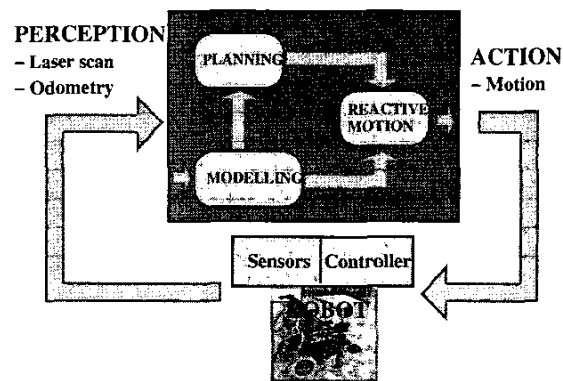 PERCEPTION
– Laser scan
– Odometry
PLANNING
REACTIVE
MOTION
MODELLING
ACTION
– Motion
Sensors
Controller
ROBOT